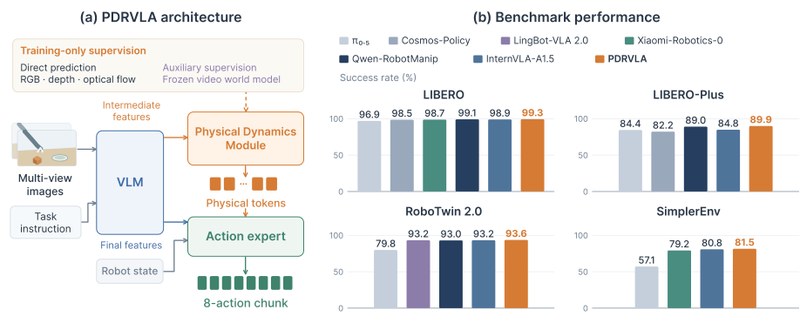 (a) PDRVLA architecture
Training-only supervision
Direct prediction
RGB · depth · optical flow
Auxiliary supervision
Frozen video world model
Intermediate
features
Multi-view
images
Task
instruction
VLM
Final features
Robot state
Physical Dynamics
Module
...
Physical tokens
Action expert
8-action chunk
(b) Benchmark performance
π₀.₅ Cosmos-Policy LingBot-VLA 2.0 Xiaomi-Robotics-0
Qwen-RobotManip InternVLA-A1.5 PDRVLA
Success rate (%)
LIBERO
100
50
0
96.9 98.5 98.7 99.1 98.9 99.3
LIBERO-Plus
100
50
0
84.4 82.2 89.0 84.8 89.9
RoboTwin 2.0
100
50
0
79.8 93.2 93.0 93.2 93.6
SimplerEnv
100
50
0
57.1 79.2 80.8 81.5